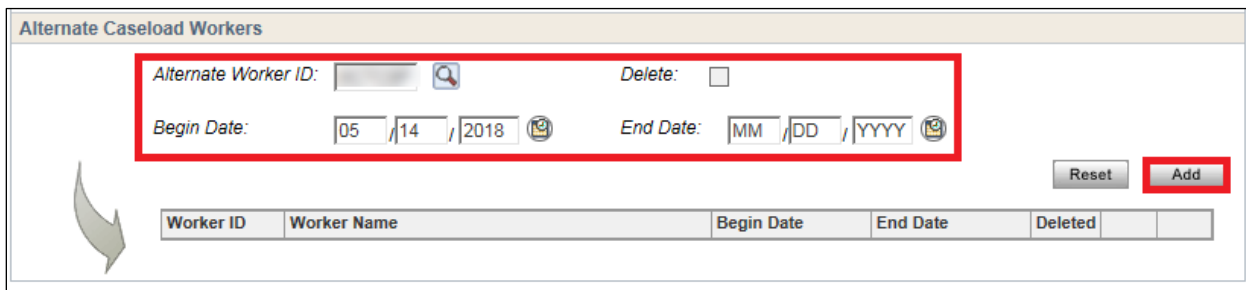 Alternate Caseload Workers
Alternate Worker ID: Delete:
Begin Date: 05 / 14 / 2018 End Date: MM / DD / YYYY
Reset Add
Worker ID Worker Name Begin Date End Date Deleted